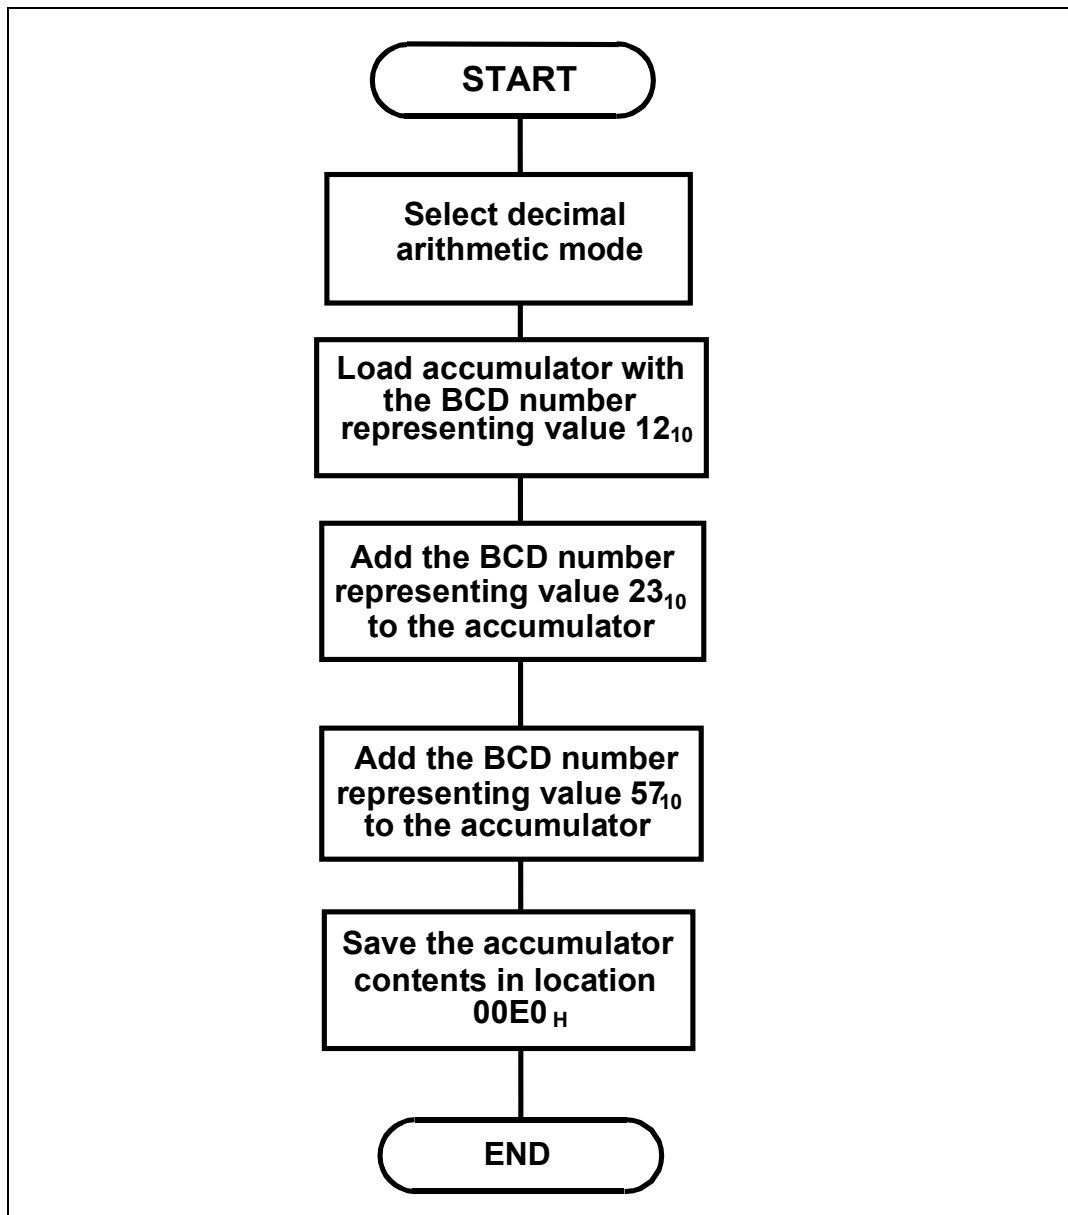 START
Select decimal
arithmetic mode
Load accumulator with
the BCD number
representing value 12₁₀
Add the BCD number
representing value 23₁₀
to the accumulator
Add the BCD number
representing value 57₁₀
to the accumulator
Save the accumulator
contents in location
00E0 H
END